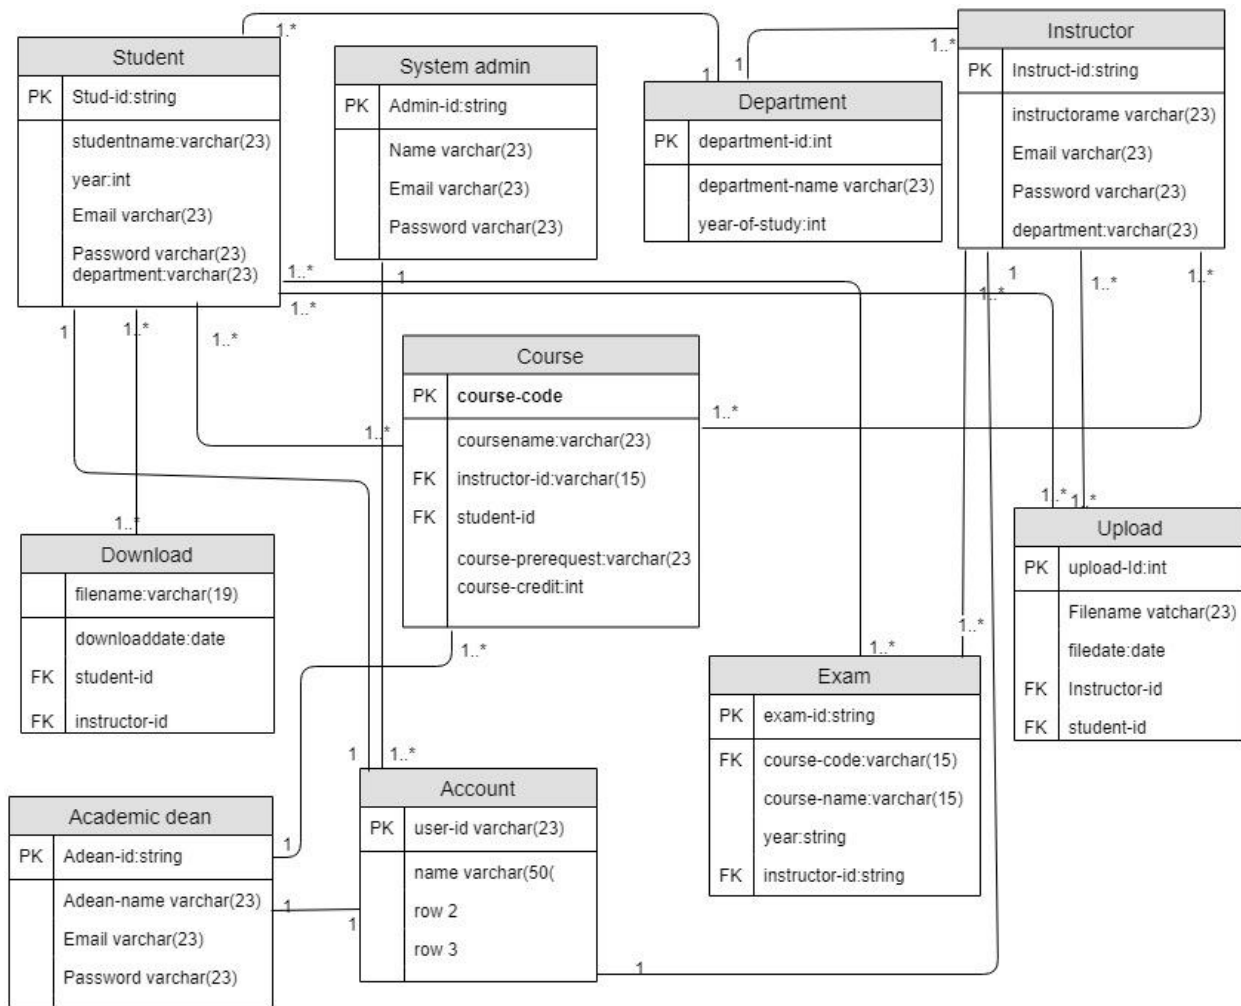 Student
PK Stud-id:string
studentname:varchar(23)
year:int
Email varchar(23)
Password varchar(23)
department:varchar(23)
System admin
PK Admin-id:string
Name varchar(23)
Email varchar(23)
Password varchar(23)
Department
PK department-id:int
department-name varchar(23)
year-of-study:int
Instructor
PK Instruct-id:string
instructorame varchar(23)
Email varchar(23)
Password varchar(23)
department:varchar(23)
1.*
1
1
1..*
1..*
1..*
1
1
1..*
1..*
1
1..*
1..*
1..*
Course
PK course-code
coursename:varchar(23)
FK instructor-id:varchar(15)
FK student-id
course-prerequest:varchar(23
course-credit:int
1..*
1..*
1..*
1..*
1..*
1..*
Download
filename:varchar(19)
downloaddate:date
FK student-id
FK instructor-id
Upload
PK upload-Id:int
Filename vatchar(23)
filedate:date
FK Instructor-id
FK student-id
1..*
1..*
1..*
Exam
PK exam-id:string
FK course-code:varchar(15)
course-name:varchar(15)
year:string
FK instructor-id:string
1
1..*
Account
PK user-id varchar(23)
name varchar(50(
row 2
row 3
Academic dean
PK Adean-id:string
Adean-name varchar(23)
Email varchar(23)
Password varchar(23)
1
1
1
1